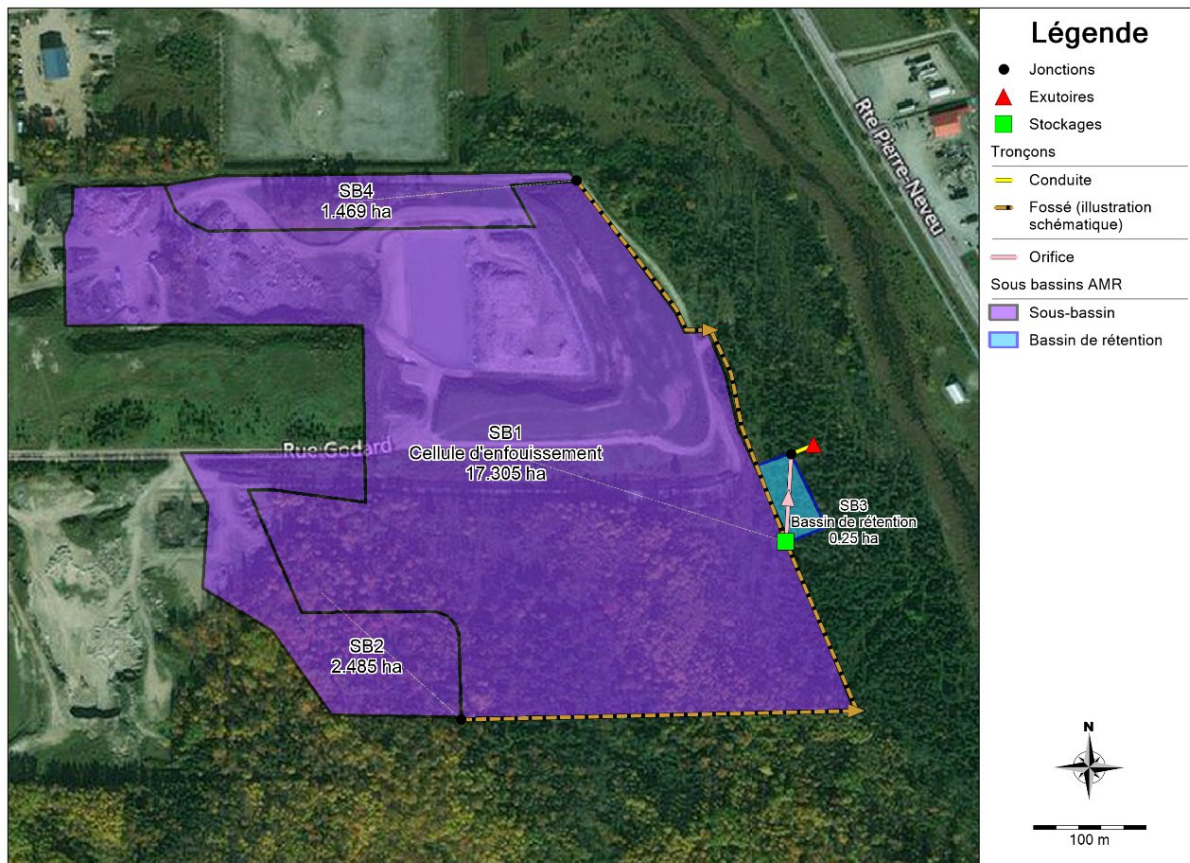 SB4
1.469 ha
Rte Pierre-Neveu
Rue Godard
SB1
Cellule d'enfouissement
17.305 ha
SB3
Bassin de rétention
0.25 ha
SB2
2.485 ha
Légende
Jonctions
Exutoires
Stockages
Tronçons
Conduite
Fossé (illustration
schématique)
Orifice
Sous bassins AMR
Sous-bassin
Bassin de rétention
N
100 m